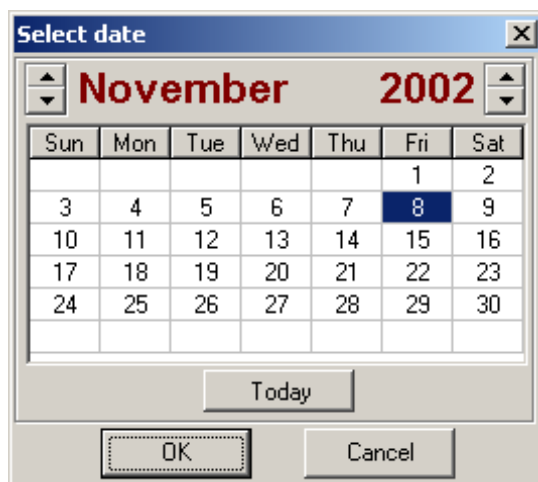 Select date
November 2002
Sun Mon Tue Wed Thu Fri Sat
1 2
3 4 5 6 7 8 9
10 11 12 13 14 15 16
17 18 19 20 21 22 23
24 25 26 27 28 29 30
Today
OK Cancel